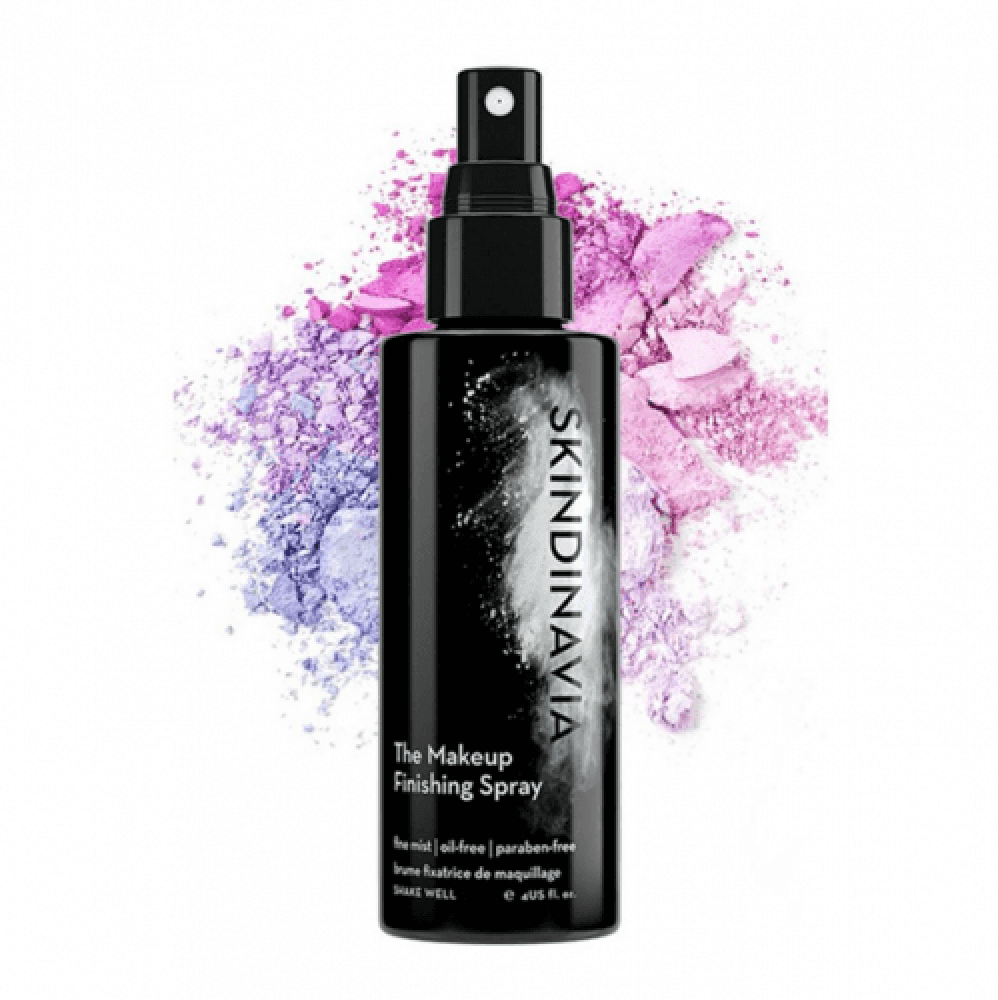 SKINDINAVIA
The Makeup
Finishing Spray
fine mist | oil-free | paraben-free
brume fixatrice de maquillage
SHAKE WELL e 4US fl. oz.